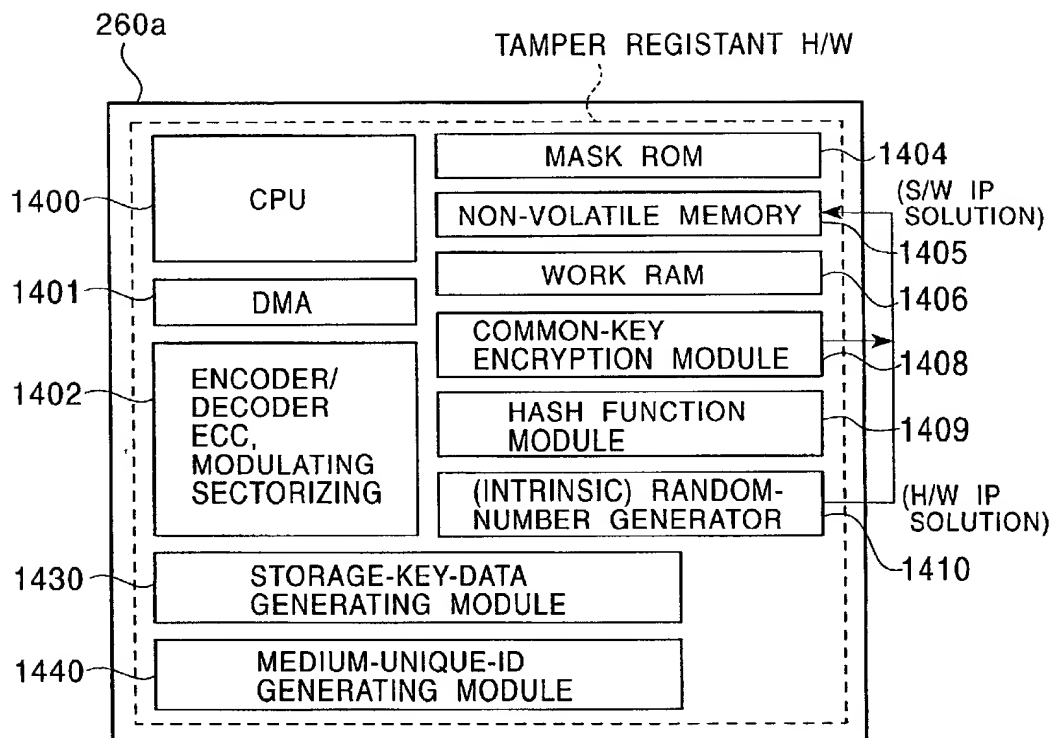 260a
TAMPER REGISTANT H/W
1400
CPU
1401
DMA
1402
ENCODER/
DECODER
ECC,
MODULATING
SECTORIZING
MASK ROM
1404
(S/W IP
SOLUTION)
NON-VOLATILE MEMORY
1405
WORK RAM
1406
COMMON-KEY
ENCRYPTION MODULE
1408
HASH FUNCTION
MODULE
1409
(INTRINSIC) RANDOM-
NUMBER GENERATOR
(H/W IP
SOLUTION)
1410
1430
STORAGE-KEY-DATA
GENERATING MODULE
1440
MEDIUM-UNIQUE-ID
GENERATING MODULE